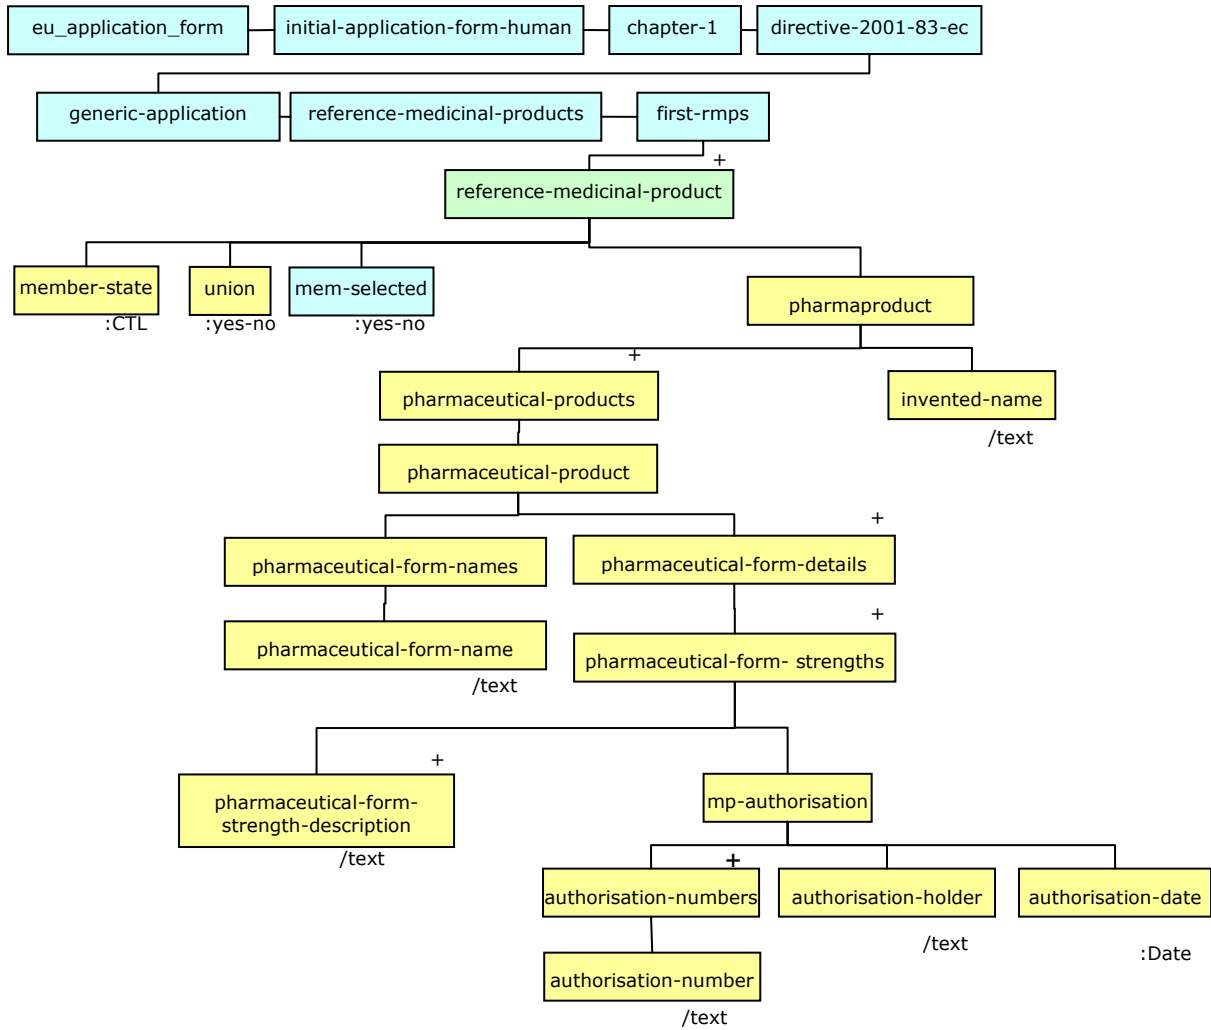 eu_application_form
initial-application-form-human
chapter-1
directive-2001-83-ec
generic-application
reference-medicinal-products
first-rmps
+
reference-medicinal-product
member-state
:CTL
union
:yes-no
mem-selected
:yes-no
pharmaproduct
+
pharmaceutical-products
invented-name
/text
pharmaceutical-product
+
pharmaceutical-form-names
pharmaceutical-form-details
+
pharmaceutical-form-name
/text
pharmaceutical-form- strengths
+
pharmaceutical-form-
strength-description
/text
mp-authorisation
+
authorisation-numbers
authorisation-holder
/text
authorisation-date
:Date
authorisation-number
/text